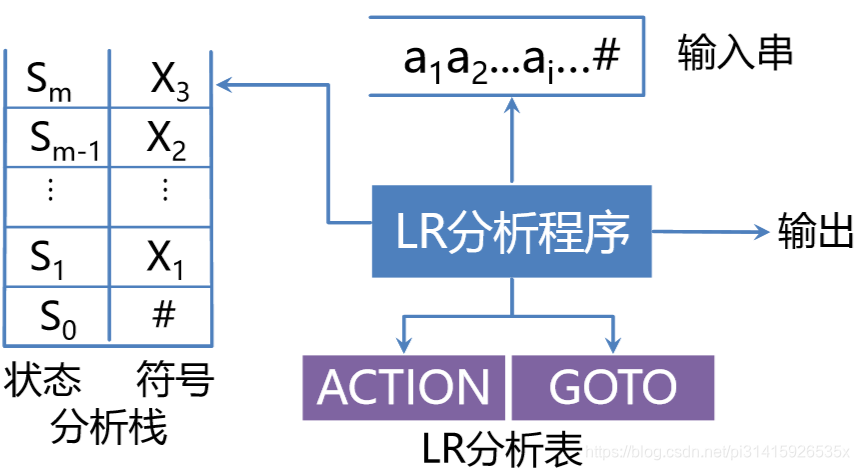 a₁a₂...aᵢ...# 输入串
Sₘ X₃
Sₘ₋₁ X₂
⋮ ⋮
S₁ X₁
S₀ #
LR分析程序
输出
ACTION GOTO
状态 符号
分析栈
LR分析表
https://blog.csdn.net/pi31415926535x